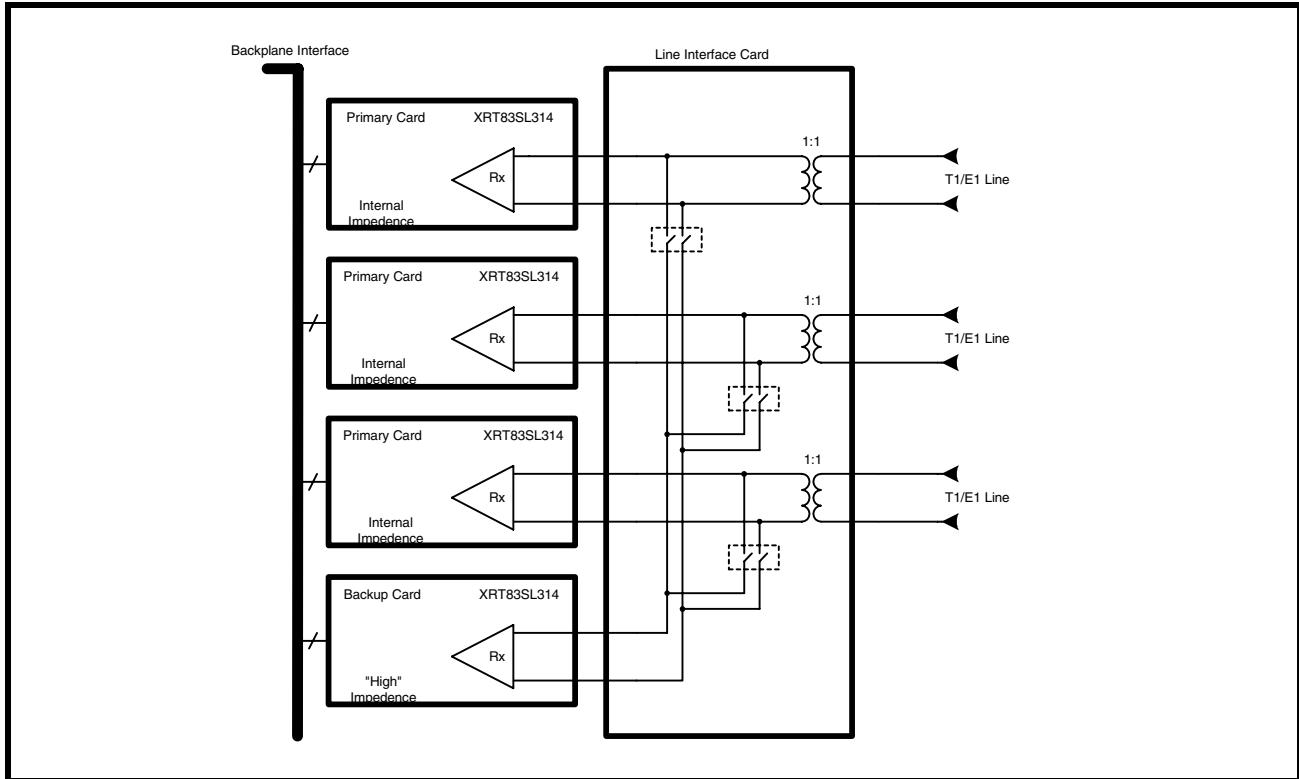 Backplane Interface
Line Interface Card
Primary Card XRT83SL314
1:1
Rx
T1/E1 Line
Internal
Impedence
Primary Card XRT83SL314
1:1
Rx
T1/E1 Line
Internal
Impedence
Primary Card XRT83SL314
1:1
Rx
T1/E1 Line
Internal
Impedence
Backup Card XRT83SL314
Rx
"High"
Impedence